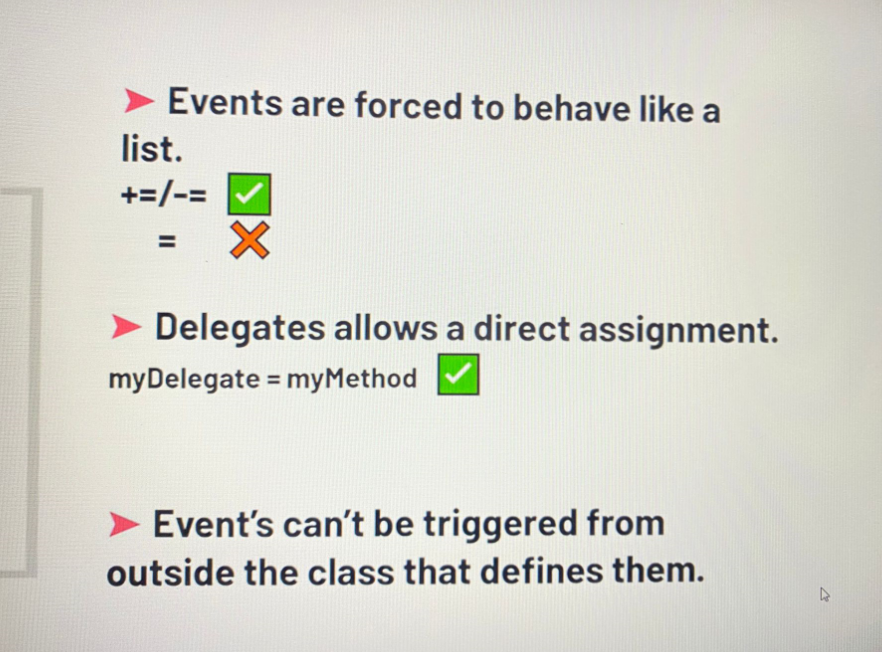 ➤ Events are forced to behave like a
list.
+=/-= ✅
= ❌
➤ Delegates allows a direct assignment.
myDelegate = myMethod ✅
➤ Event’s can’t be triggered from
outside the class that defines them.